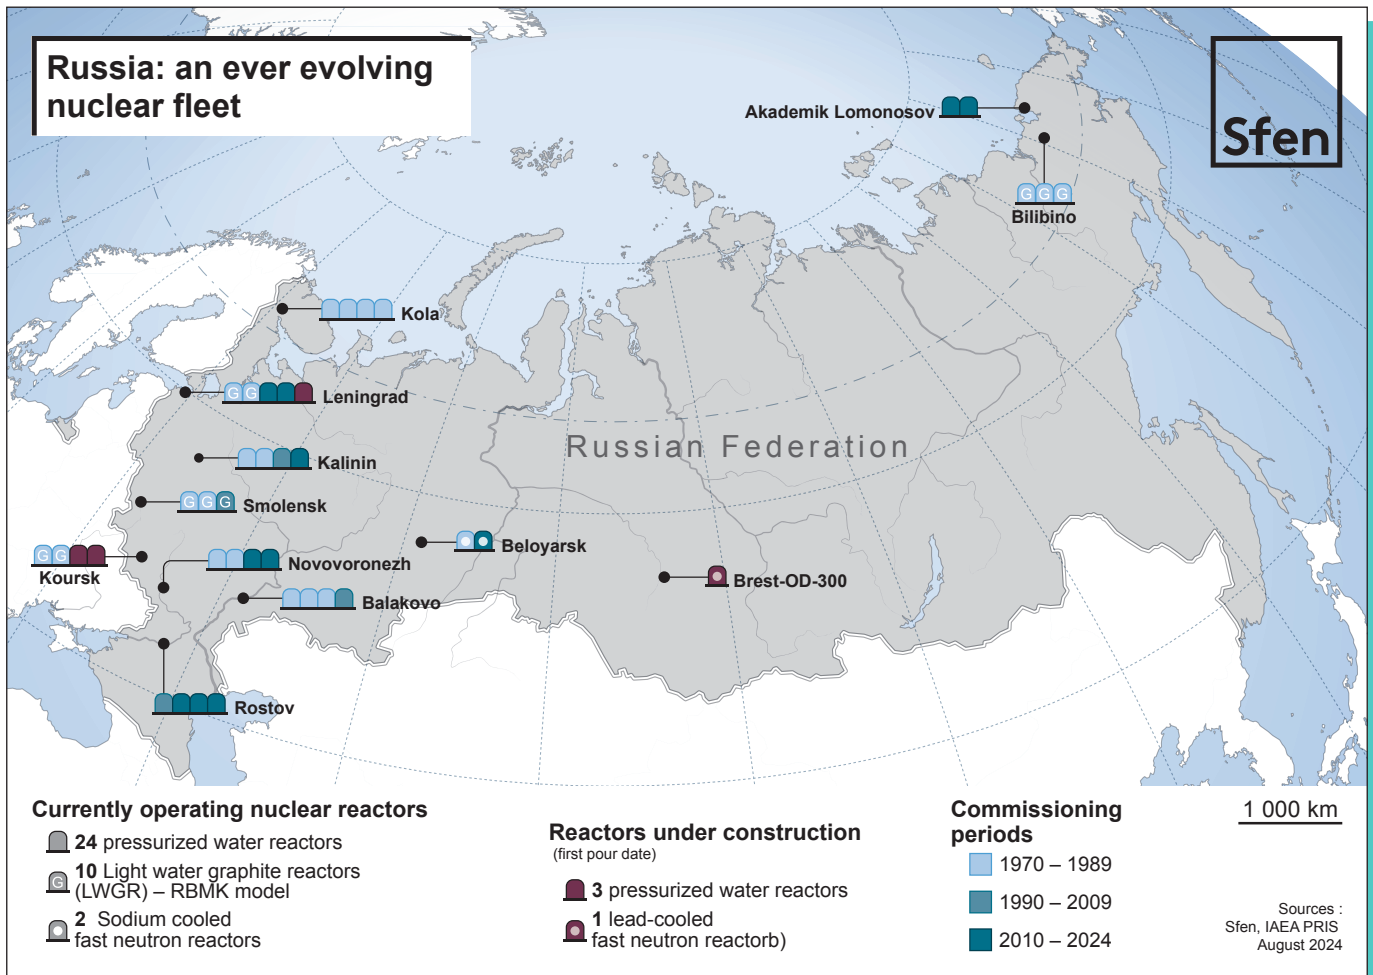 Russia: an ever evolving
nuclear fleet
Sfen
Akademik Lomonosov
G G G
Bilibino
Kola
G G
Leningrad
Russian Federation
Kalinin
G G G
Smolensk
Beloyarsk
G G
Koursk
Novovoronezh
Brest-OD-300
Balakovo
Rostov
Currently operating nuclear reactors
24 pressurized water reactors
G
10 Light water graphite reactors
(LWGR) – RBMK model
2 Sodium cooled
fast neutron reactors
Reactors under construction
(first pour date)
3 pressurized water reactors
1 lead-cooled
fast neutron reactorb)
Commissioning
periods
1970 – 1989
1990 – 2009
2010 – 2024
1 000 km
Sources :
Sfen, IAEA PRIS
August 2024